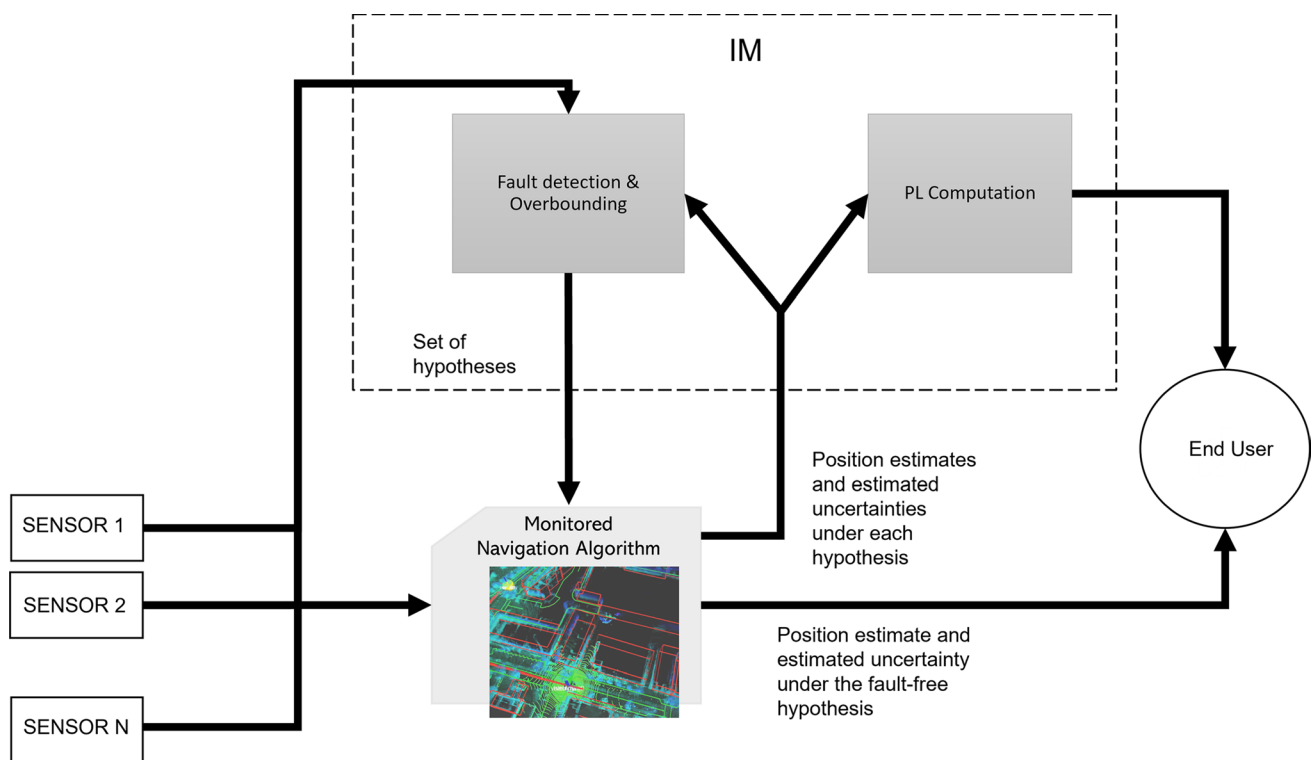 IM
Fault detection &
Overbounding
PL Computation
Set of
hypotheses
End User
Position estimates
and estimated
uncertainties
under each
hypothesis
SENSOR 1
SENSOR 2
SENSOR N
Monitored
Navigation Algorithm
Position estimate and
estimated uncertainty
under the fault-free
hypothesis